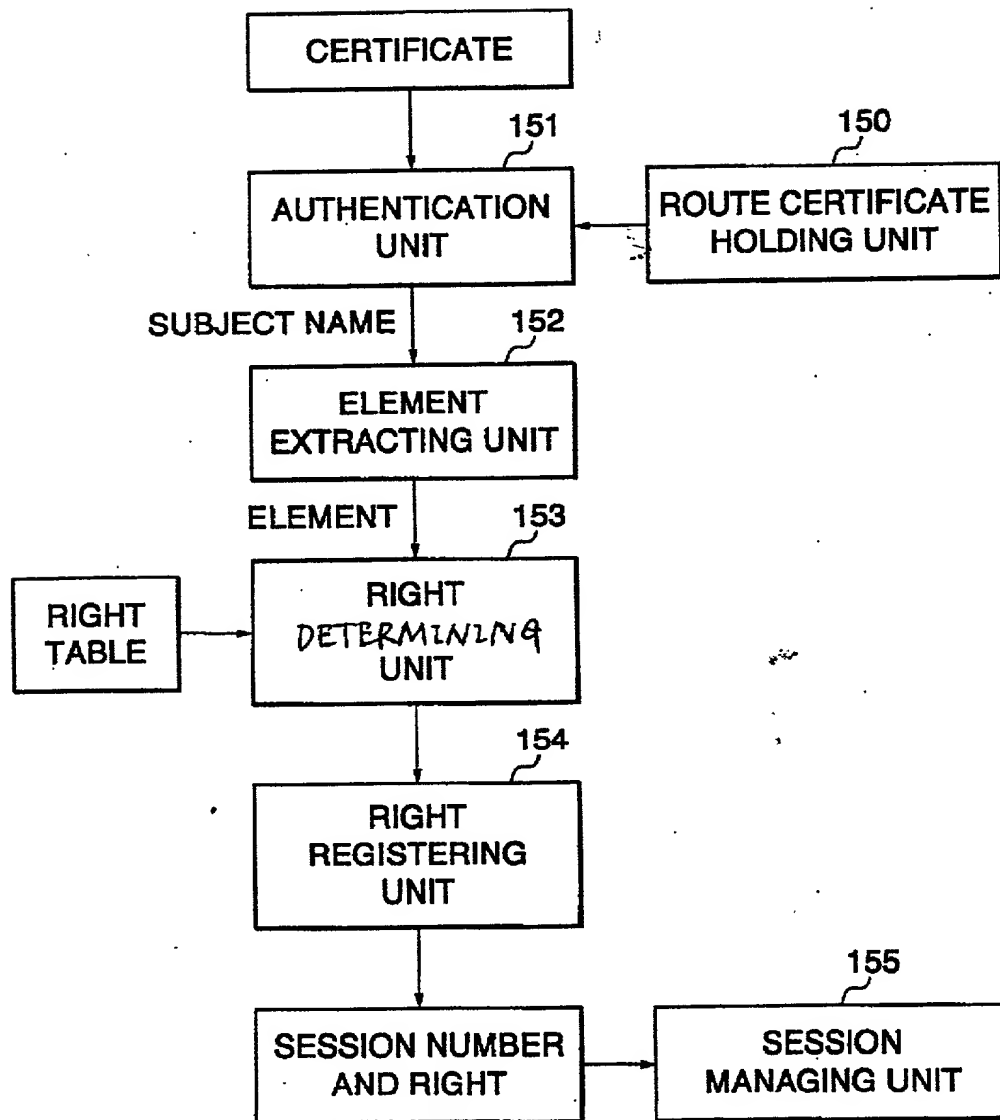 CERTIFICATE
151
150
AUTHENTICATION
UNIT
ROUTE CERTIFICATE
HOLDING UNIT
SUBJECT NAME
152
ELEMENT
EXTRACTING UNIT
ELEMENT
153
RIGHT
TABLE
RIGHT
DETERMINING
UNIT
154
RIGHT
REGISTERING
UNIT
155
SESSION NUMBER
AND RIGHT
SESSION
MANAGING UNIT